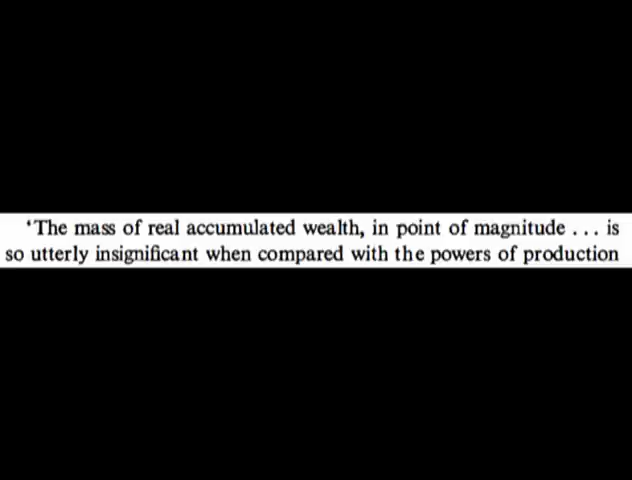 ‘The mass of real accumulated wealth, in point of magnitude . . . is
so utterly insignificant when compared with the powers of production